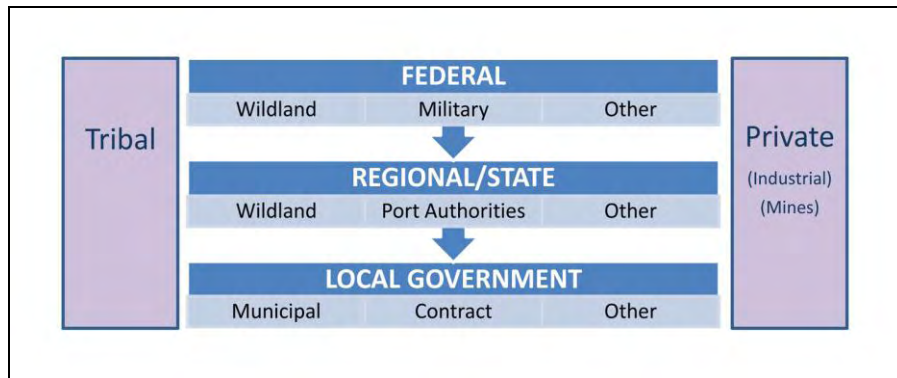 Tribal
FEDERAL
Wildland Military Other
REGIONAL/STATE
Wildland Port Authorities Other
LOCAL GOVERNMENT
Municipal Contract Other
Private
(Industrial)
(Mines)